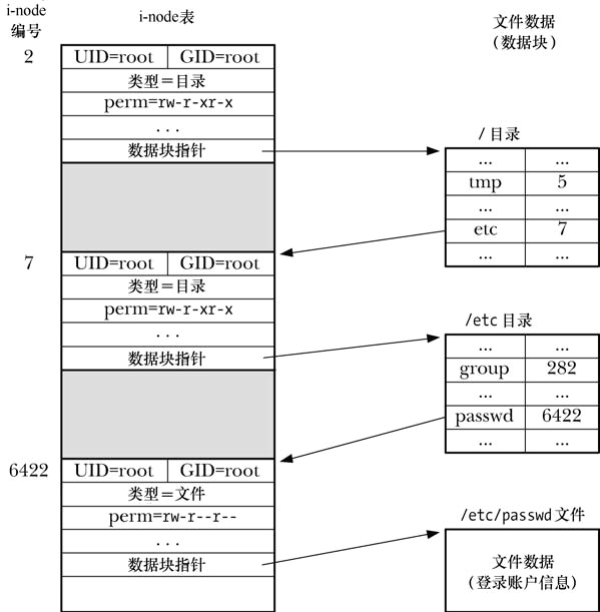 i-node
编号
i-node表
文件数据
(数据块)
2
UID=root GID=root
类型=目录
perm=rw-r-xr-x
...
数据块指针
/ 目录
... ...
tmp 5
... ...
etc 7
... ...
7
UID=root GID=root
类型=目录
perm=rw-r-xr-x
...
数据块指针
/etc 目录
... ...
group 282
... ...
passwd 6422
... ...
6422
UID=root GID=root
类型=文件
perm=rw-r--r--
...
数据块指针
/etc/passwd 文件
文件数据
(登录账户信息)